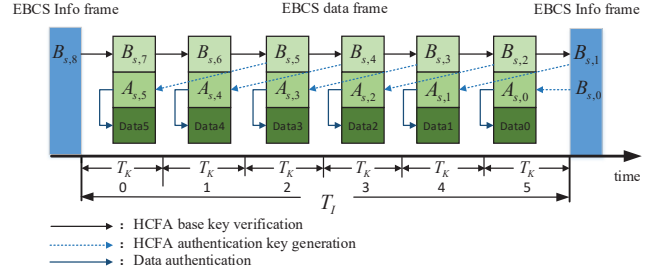 EBCS Info frame EBCS data frame EBCS Info frame
B_{s,8} B_{s,7} B_{s,6} B_{s,5} B_{s,4} B_{s,3} B_{s,2} B_{s,1}
A_{s,5} A_{s,4} A_{s,3} A_{s,2} A_{s,1} A_{s,0} B_{s,0}
Data5 Data4 Data3 Data2 Data1 Data0
T_K T_K T_K T_K T_K T_K time
0 1 2 3 4 5
T_I
: HCFA base key verification
: HCFA authentication key generation
: Data authentication